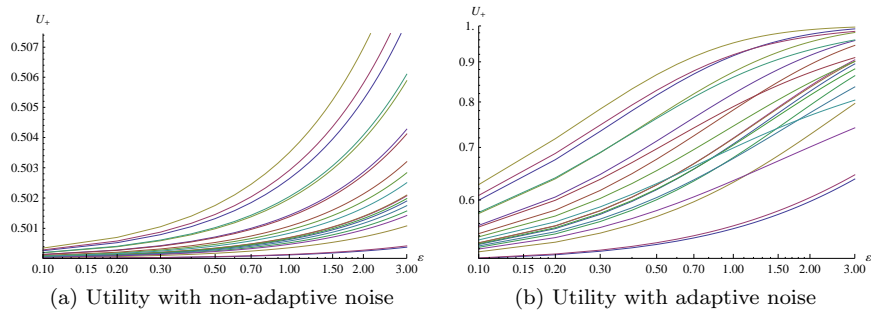 U+
0.507
0.506
0.505
0.504
0.503
0.502
0.501
0.10 0.15 0.20 0.30 0.50 0.70 1.00 1.50 2.00 3.00 ε
(a) Utility with non-adaptive noise
U+
1.
0.9
0.8
0.7
0.6
0.10 0.15 0.20 0.30 0.50 0.70 1.00 1.50 2.00 3.00 ε
(b) Utility with adaptive noise